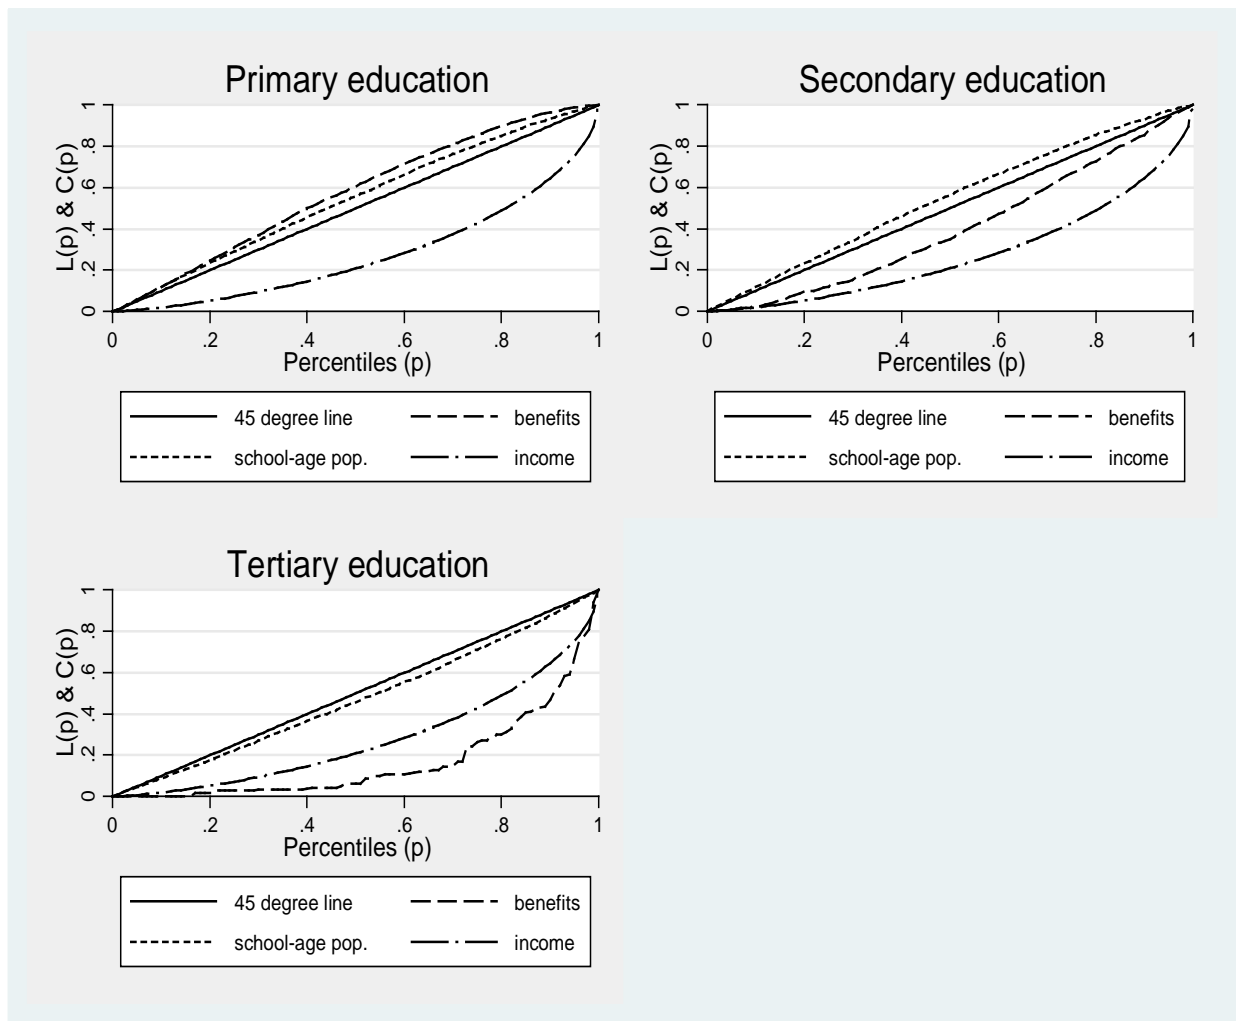 Primary education
L(p) & C(p)
0 .2 .4 .6 .8 1
0 .2 .4 .6 .8 1
Percentiles (p)
45 degree line benefits
school-age pop. income
Secondary education
L(p) & C(p)
0 .2 .4 .6 .8 1
0 .2 .4 .6 .8 1
Percentiles (p)
45 degree line benefits
school-age pop. income
Tertiary education
L(p) & C(p)
0 .2 .4 .6 .8 1
0 .2 .4 .6 .8 1
Percentiles (p)
45 degree line benefits
school-age pop. income